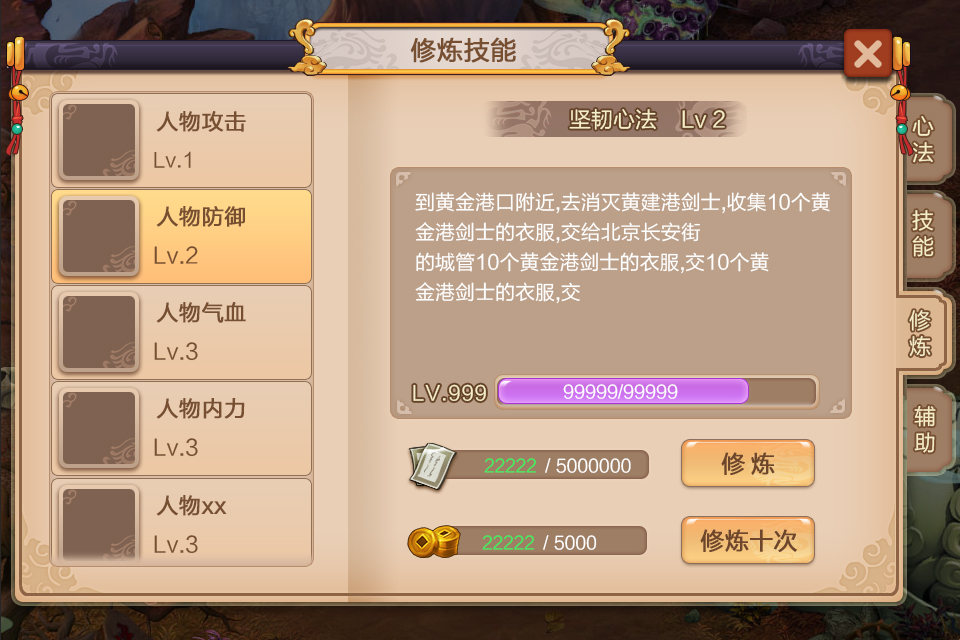 修炼技能
人物攻击
Lv.1
人物防御
Lv.2
人物气血
Lv.3
人物内力
Lv.3
人物xx
Lv.3
坚韧心法 Lv 2
到黄金港口附近,去消灭黄建港剑士,收集10个黄
金港剑士的衣服,交给北京长安街
的城管10个黄金港剑士的衣服,交10个黄
金港剑士的衣服,交
LV.999 99999/99999
22222 / 5000000
修炼
22222 / 5000
修炼十次
心法
技能
修炼
辅助